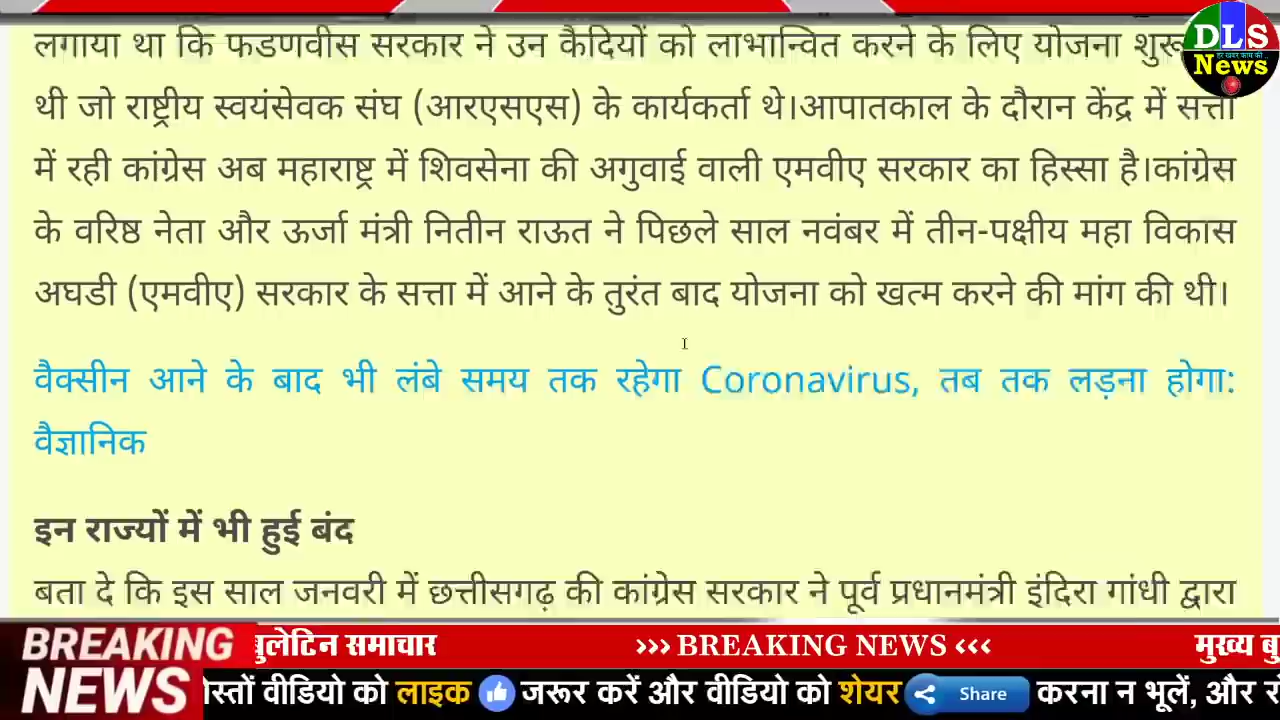 लगाया था कि फडणवीस सरकार ने उन कैदियों को लाभान्वित करने के लिए योजना शुरू
थी जो राष्ट्रीय स्वयंसेवक संघ (आरएसएस) के कार्यकर्ता थे।आपातकाल के दौरान केंद्र में सत्ता
में रही कांग्रेस अब महाराष्ट्र में शिवसेना की अगुवाई वाली एमवीए सरकार का हिस्सा है।कांग्रेस
के वरिष्ठ नेता और ऊर्जा मंत्री नितीन राऊत ने पिछले साल नवंबर में तीन-पक्षीय महा विकास
अघडी (एमवीए) सरकार के सत्ता में आने के तुरंत बाद योजना को खत्म करने की मांग की थी।
वैक्सीन आने के बाद भी लंबे समय तक रहेगा Coronavirus, तब तक लड़ना होगा:
वैज्ञानिक
इन राज्यों में भी हुई बंद
बता दे कि इस साल जनवरी में छत्तीसगढ़ की कांग्रेस सरकार ने पूर्व प्रधानमंत्री इंदिरा गांधी द्वारा
DLS
News
BREAKING
NEWS
बुलेटिन समाचार >>> BREAKING NEWS <<< मुख्य बु
स्तों वीडियो को लाइक जरूर करें और वीडियो को शेयर Share करना न भूलें, और